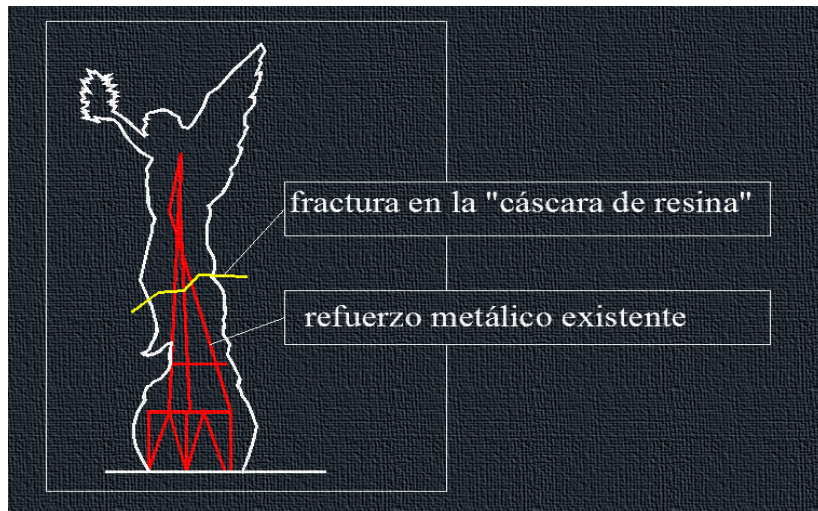 fractura en la "cáscara de resina"
refuerzo metálico existente